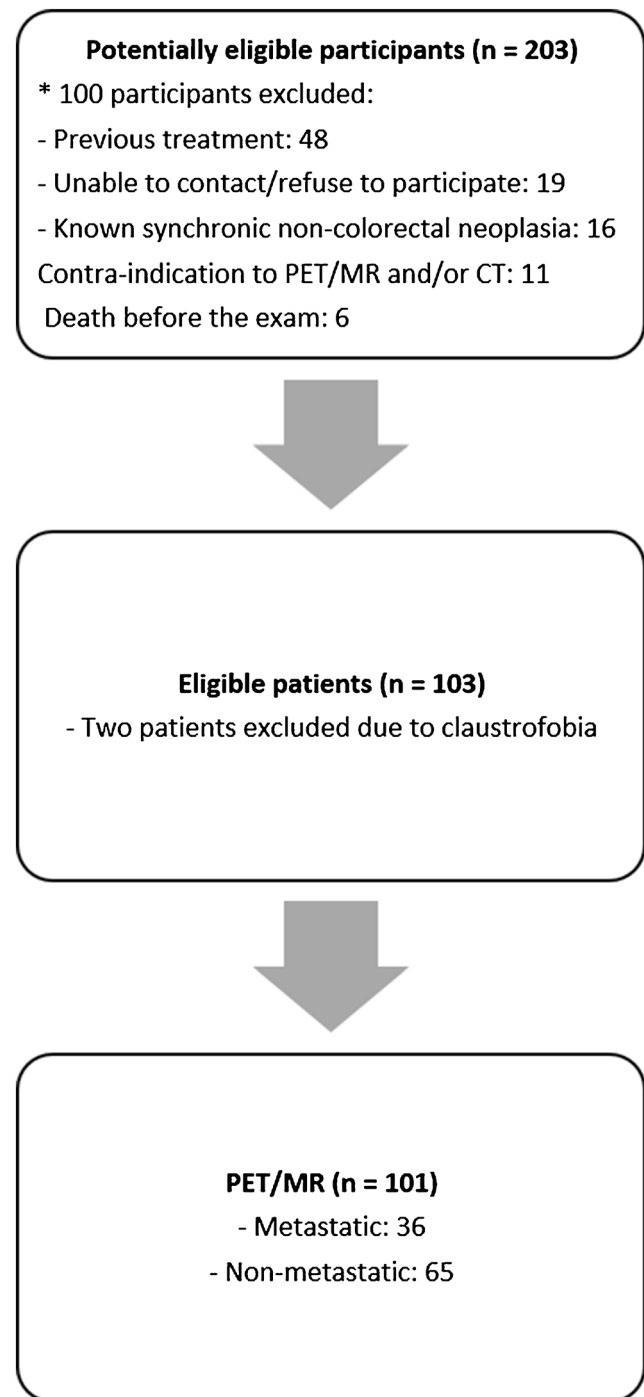 Potentially eligible participants (n = 203)
* 100 participants excluded:
- Previous treatment: 48
- Unable to contact/refuse to participate: 19
- Known synchronic non-colorectal neoplasia: 16
Contra-indication to PET/MR and/or CT: 11
Death before the exam: 6
Eligible patients (n = 103)
- Two patients excluded due to claustrofobia
PET/MR (n = 101)
- Metastatic: 36
- Non-metastatic: 65